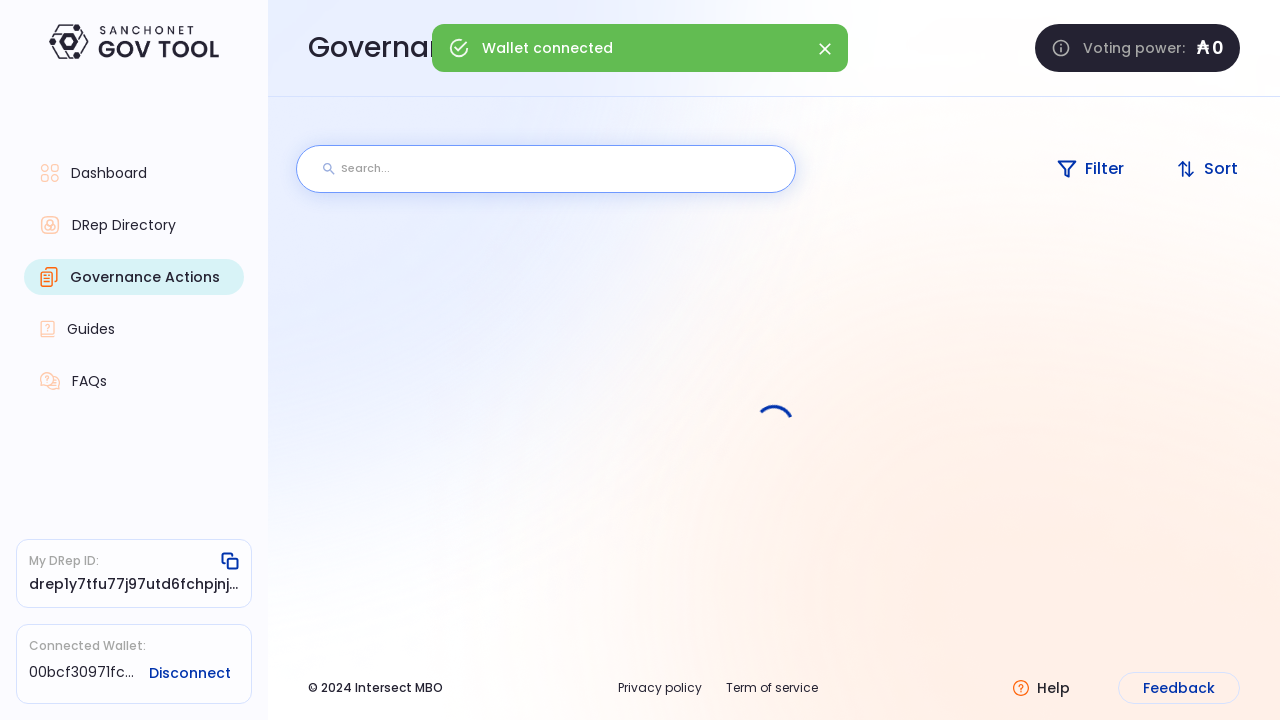 SANCHONET
GOV TOOL
Dashboard
DRep Directory
Governance Actions
Guides
FAQs
My DRep ID:
drep1y7tfu77j97utd6fchpjnj...
Connected Wallet:
00bcf30971fc...
Disconnect
Wallet connected
Voting power: ₳0
Search...
Filter
Sort
© 2024 Intersect MBO
Privacy policy
Term of service
Help
Feedback